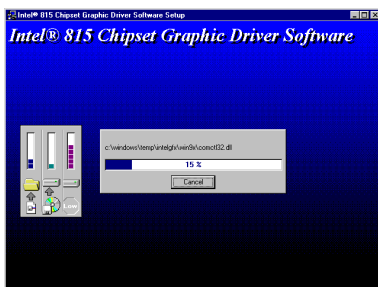 Intel® 815 Chipset Graphic Driver Software Setup
Intel® 815 Chipset Graphic Driver Software
c:\windows\temp\intelgfx\win9x\comctl32.dll
15 %
Cancel
Low